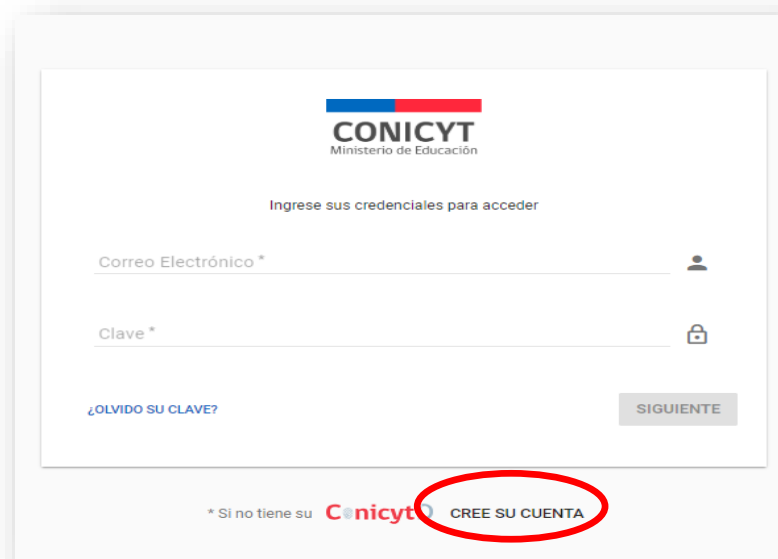 CONICYT
Ministerio de Educación
Ingrese sus credenciales para acceder
Correo Electrónico *
Clave *
¿OLVIDO SU CLAVE?
SIGUIENTE
* Si no tiene su ConicytID CREE SU CUENTA